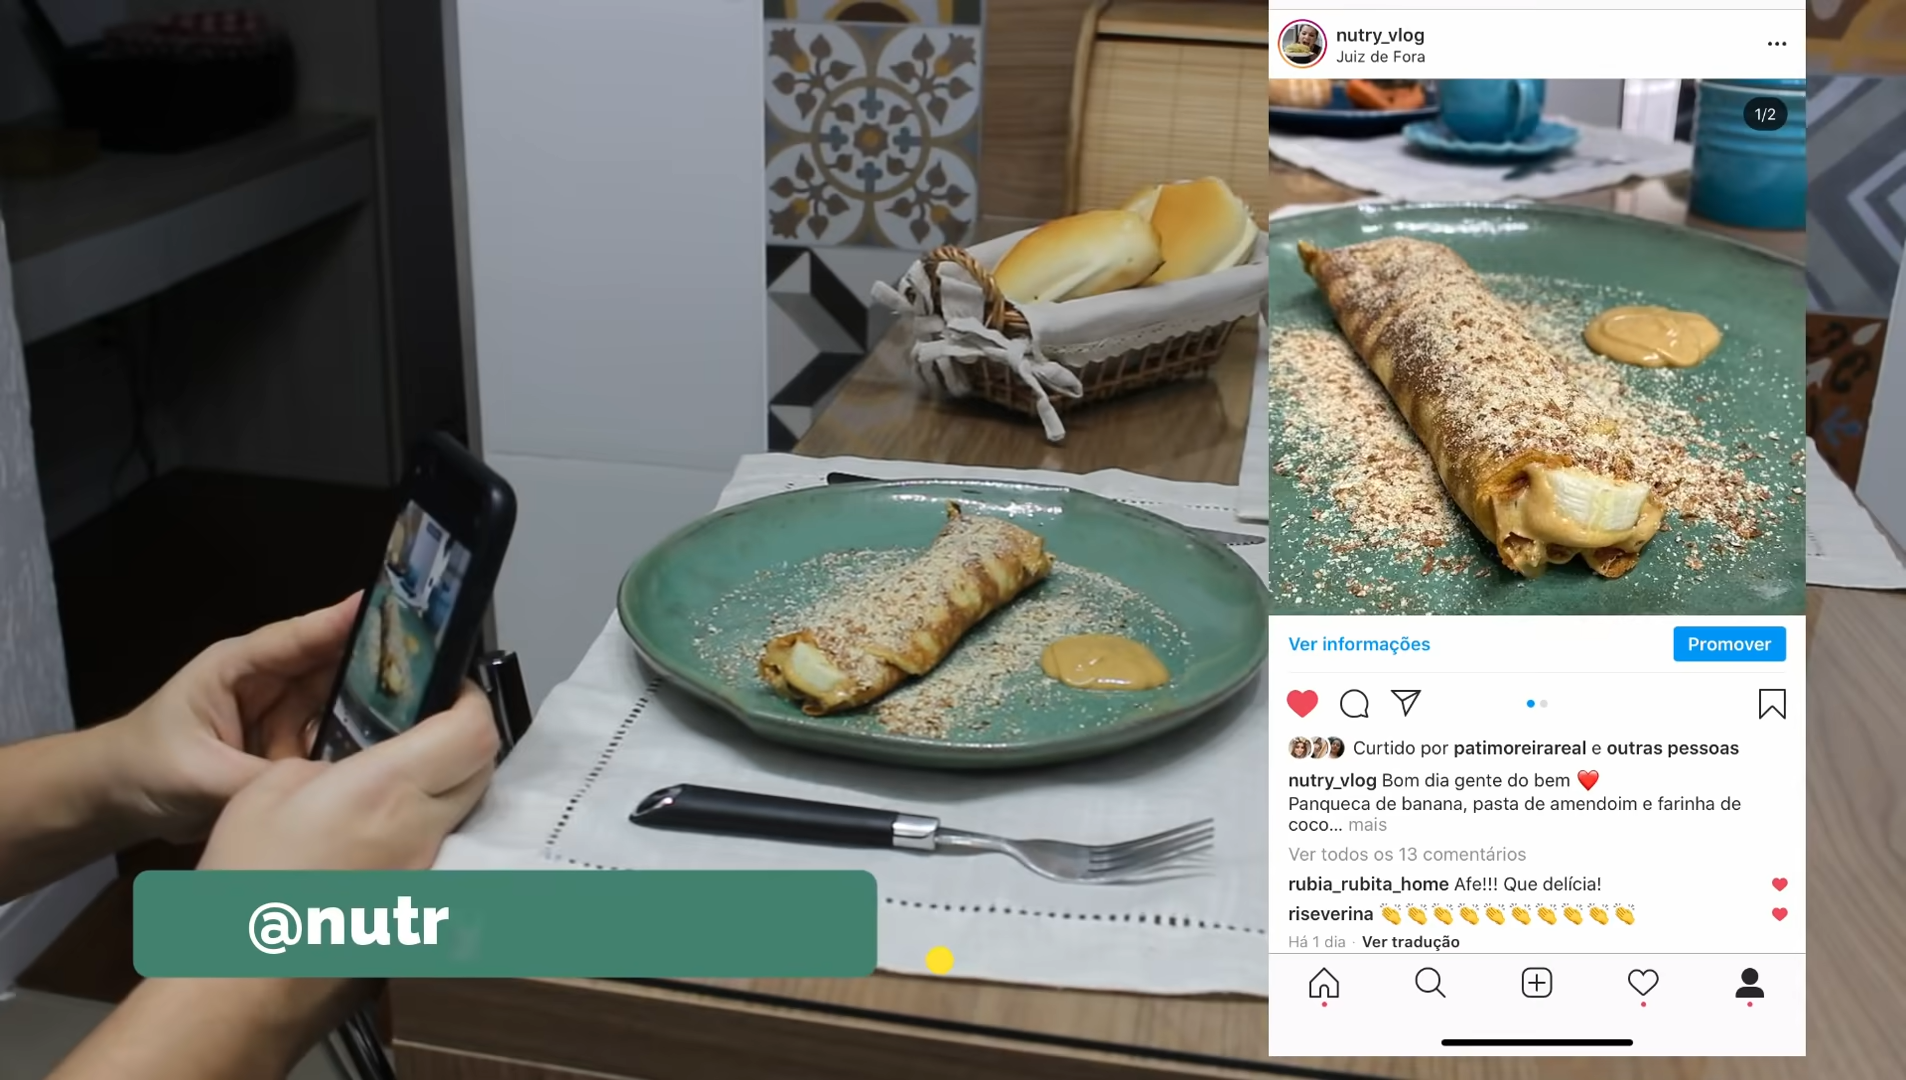 nutry_vlog
Juiz de Fora
1/2
Ver informações
Promover
Curtido por patimoreirareal e outras pessoas
nutry_vlog Bom dia gente do bem ❤️
Panqueca de banana, pasta de amendoim e farinha de
coco... mais
Ver todos os 13 comentários
rubia_rubita_home Afe!!! Que delícia!
riseverina 👏👏👏👏👏👏👏👏👏👏
Há 1 dia · Ver tradução
@nutr